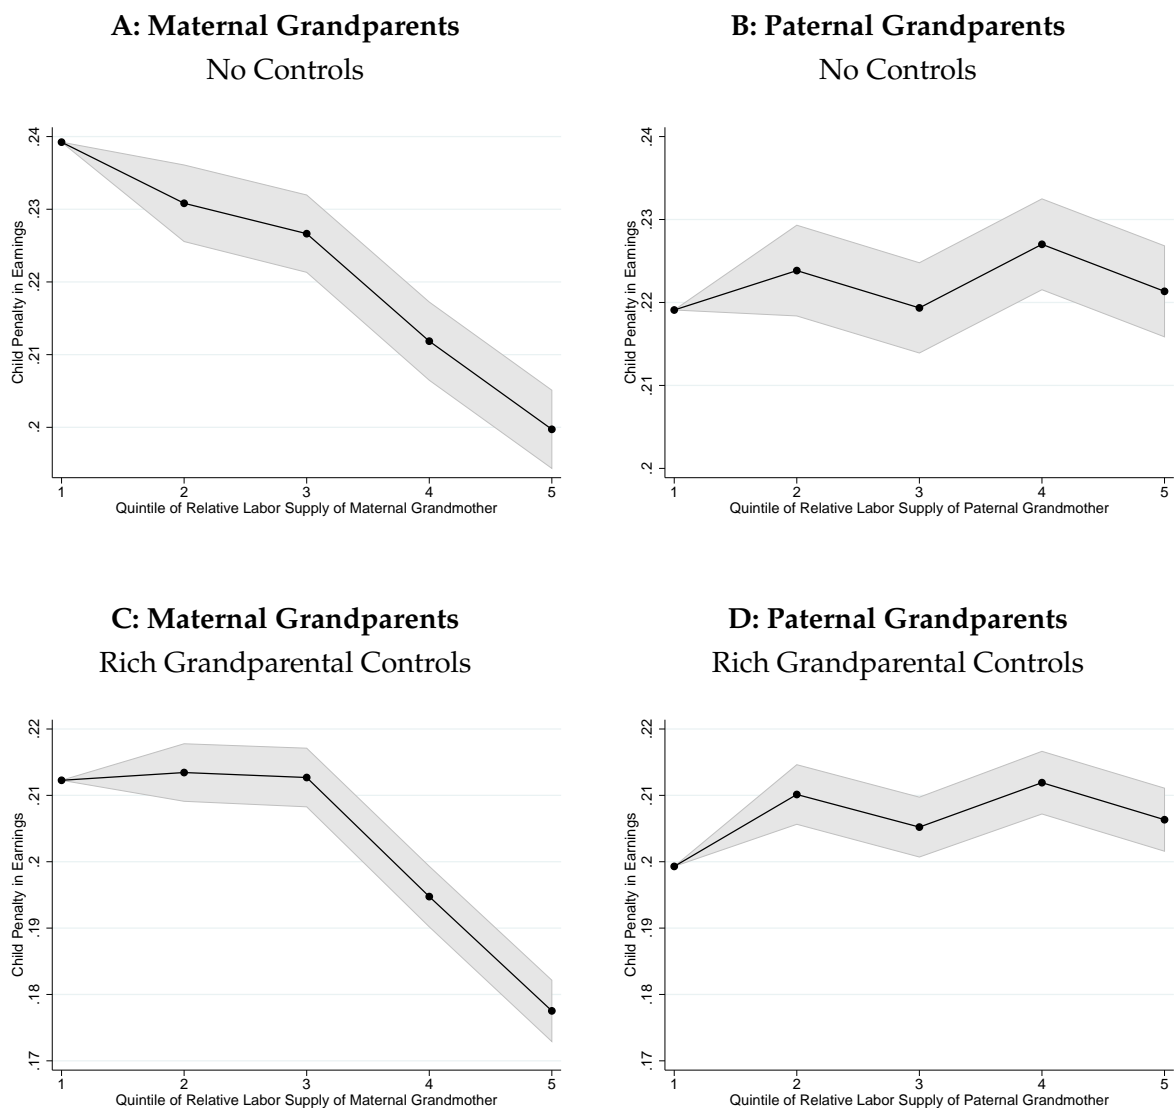 A: Maternal Grandparents
No Controls
Child Penalty in Earnings
.24
.23
.22
.21
.2
1 2 3 4 5
Quintile of Relative Labor Supply of Maternal Grandmother
B: Paternal Grandparents
No Controls
Child Penalty in Earnings
.24
.23
.22
.21
.2
1 2 3 4 5
Quintile of Relative Labor Supply of Paternal Grandmother
C: Maternal Grandparents
Rich Grandparental Controls
Child Penalty in Earnings
.22
.21
.2
.19
.18
.17
1 2 3 4 5
Quintile of Relative Labor Supply of Maternal Grandmother
D: Paternal Grandparents
Rich Grandparental Controls
Child Penalty in Earnings
.22
.21
.2
.19
.18
.17
1 2 3 4 5
Quintile of Relative Labor Supply of Paternal Grandmother